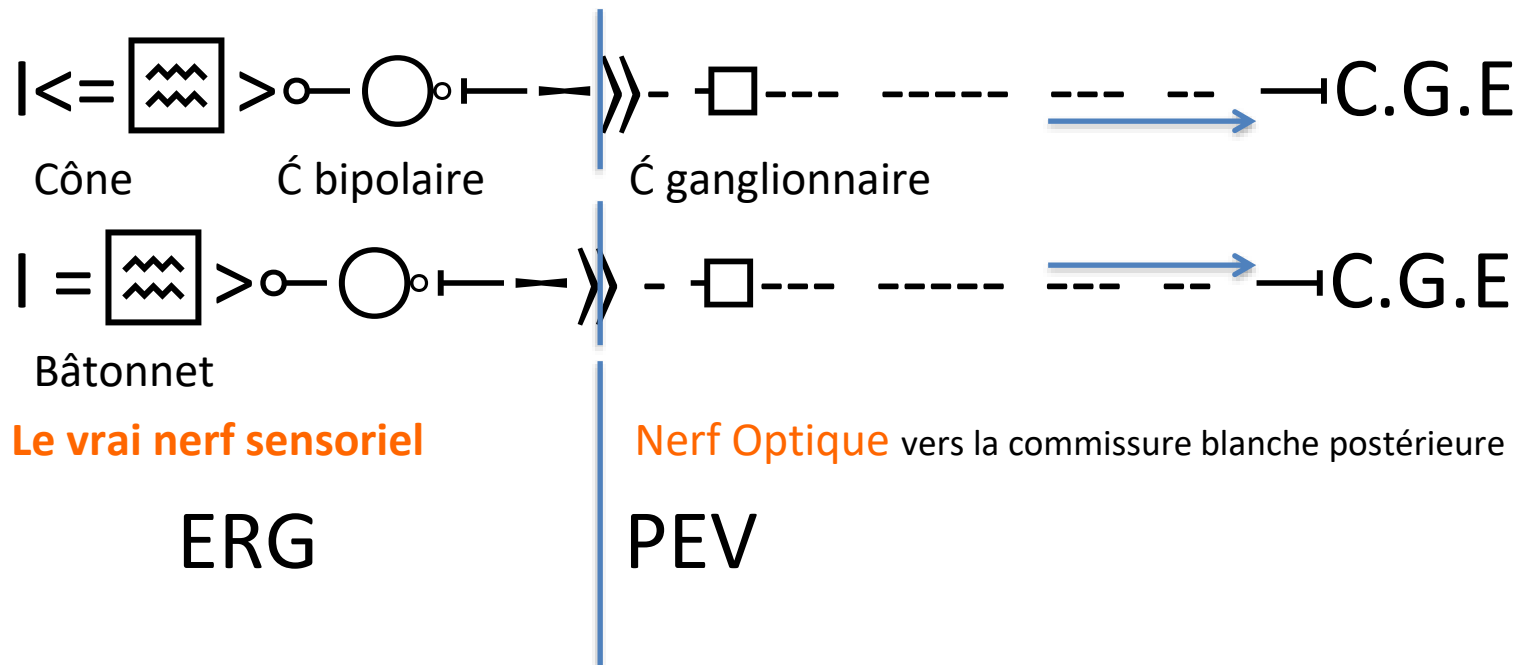 |<= >o— C.G.E
Cône Ć bipolaire Ć ganglionnaire
| = >o— C.G.E
Bâtonnet
Le vrai nerf sensoriel Nerf Optique vers la commissure blanche postérieure
ERG PEV